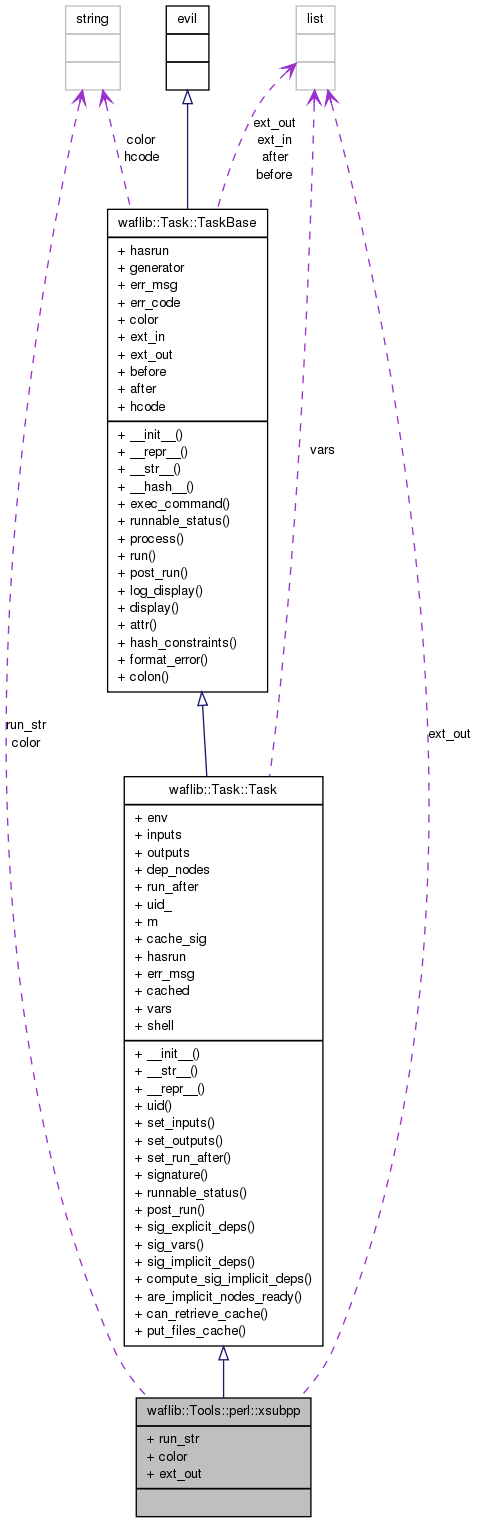 string
evil
list
color
hcode
ext_out
ext_in
after
before
waflib::Task::TaskBase
+ hasrun
+ generator
+ err_msg
+ err_code
+ color
+ ext_in
+ ext_out
+ before
+ after
+ hcode
+ __init__()
+ __repr__()
+ __str__()
+ __hash__()
+ exec_command()
+ runnable_status()
+ process()
+ run()
+ post_run()
+ log_display()
+ display()
+ attr()
+ hash_constraints()
+ format_error()
+ colon()
vars
run_str
color
ext_out
waflib::Task::Task
+ env
+ inputs
+ outputs
+ dep_nodes
+ run_after
+ uid_
+ m
+ cache_sig
+ hasrun
+ err_msg
+ cached
+ vars
+ shell
+ __init__()
+ __str__()
+ __repr__()
+ uid()
+ set_inputs()
+ set_outputs()
+ set_run_after()
+ signature()
+ runnable_status()
+ post_run()
+ sig_explicit_deps()
+ sig_vars()
+ sig_implicit_deps()
+ compute_sig_implicit_deps()
+ are_implicit_nodes_ready()
+ can_retrieve_cache()
+ put_files_cache()
waflib::Tools::perl::xsubpp
+ run_str
+ color
+ ext_out